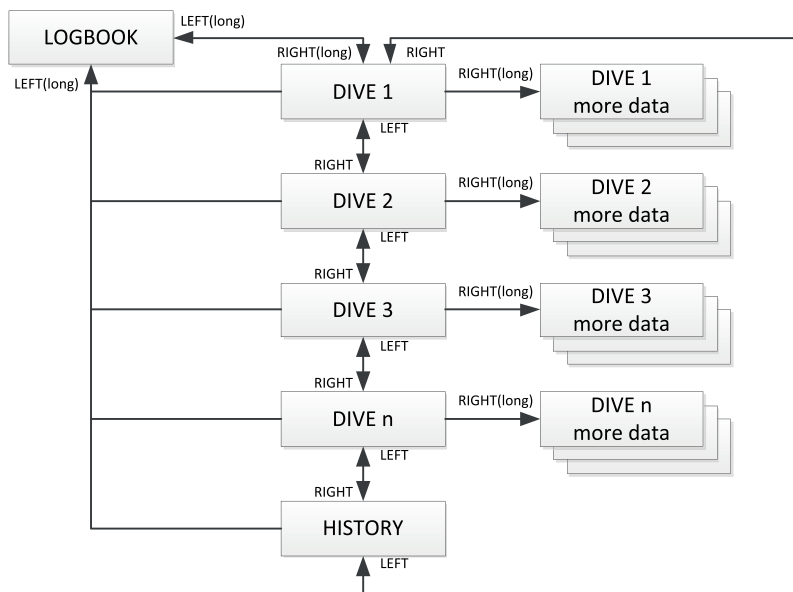 LEFT(long)
LOGBOOK
RIGHT(long)
RIGHT
LEFT(long)
DIVE 1
RIGHT(long)
DIVE 1
more data
LEFT
RIGHT
DIVE 2
RIGHT(long)
DIVE 2
more data
LEFT
RIGHT
DIVE 3
RIGHT(long)
DIVE 3
more data
LEFT
RIGHT
DIVE n
RIGHT(long)
DIVE n
more data
LEFT
RIGHT
HISTORY
LEFT